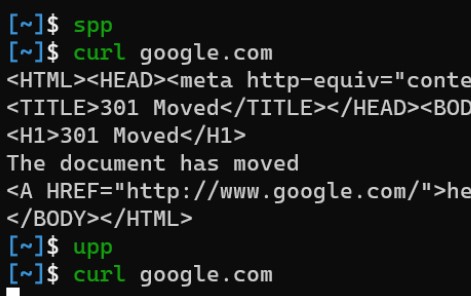 [~]$ spp
[~]$ curl google.com
<HTML><HEAD><meta http-equiv="conte
<TITLE>301 Moved</TITLE></HEAD><BOD
<H1>301 Moved</H1>
The document has moved
<A HREF="http://www.google.com/">he
</BODY></HTML>
[~]$ upp
[~]$ curl google.com